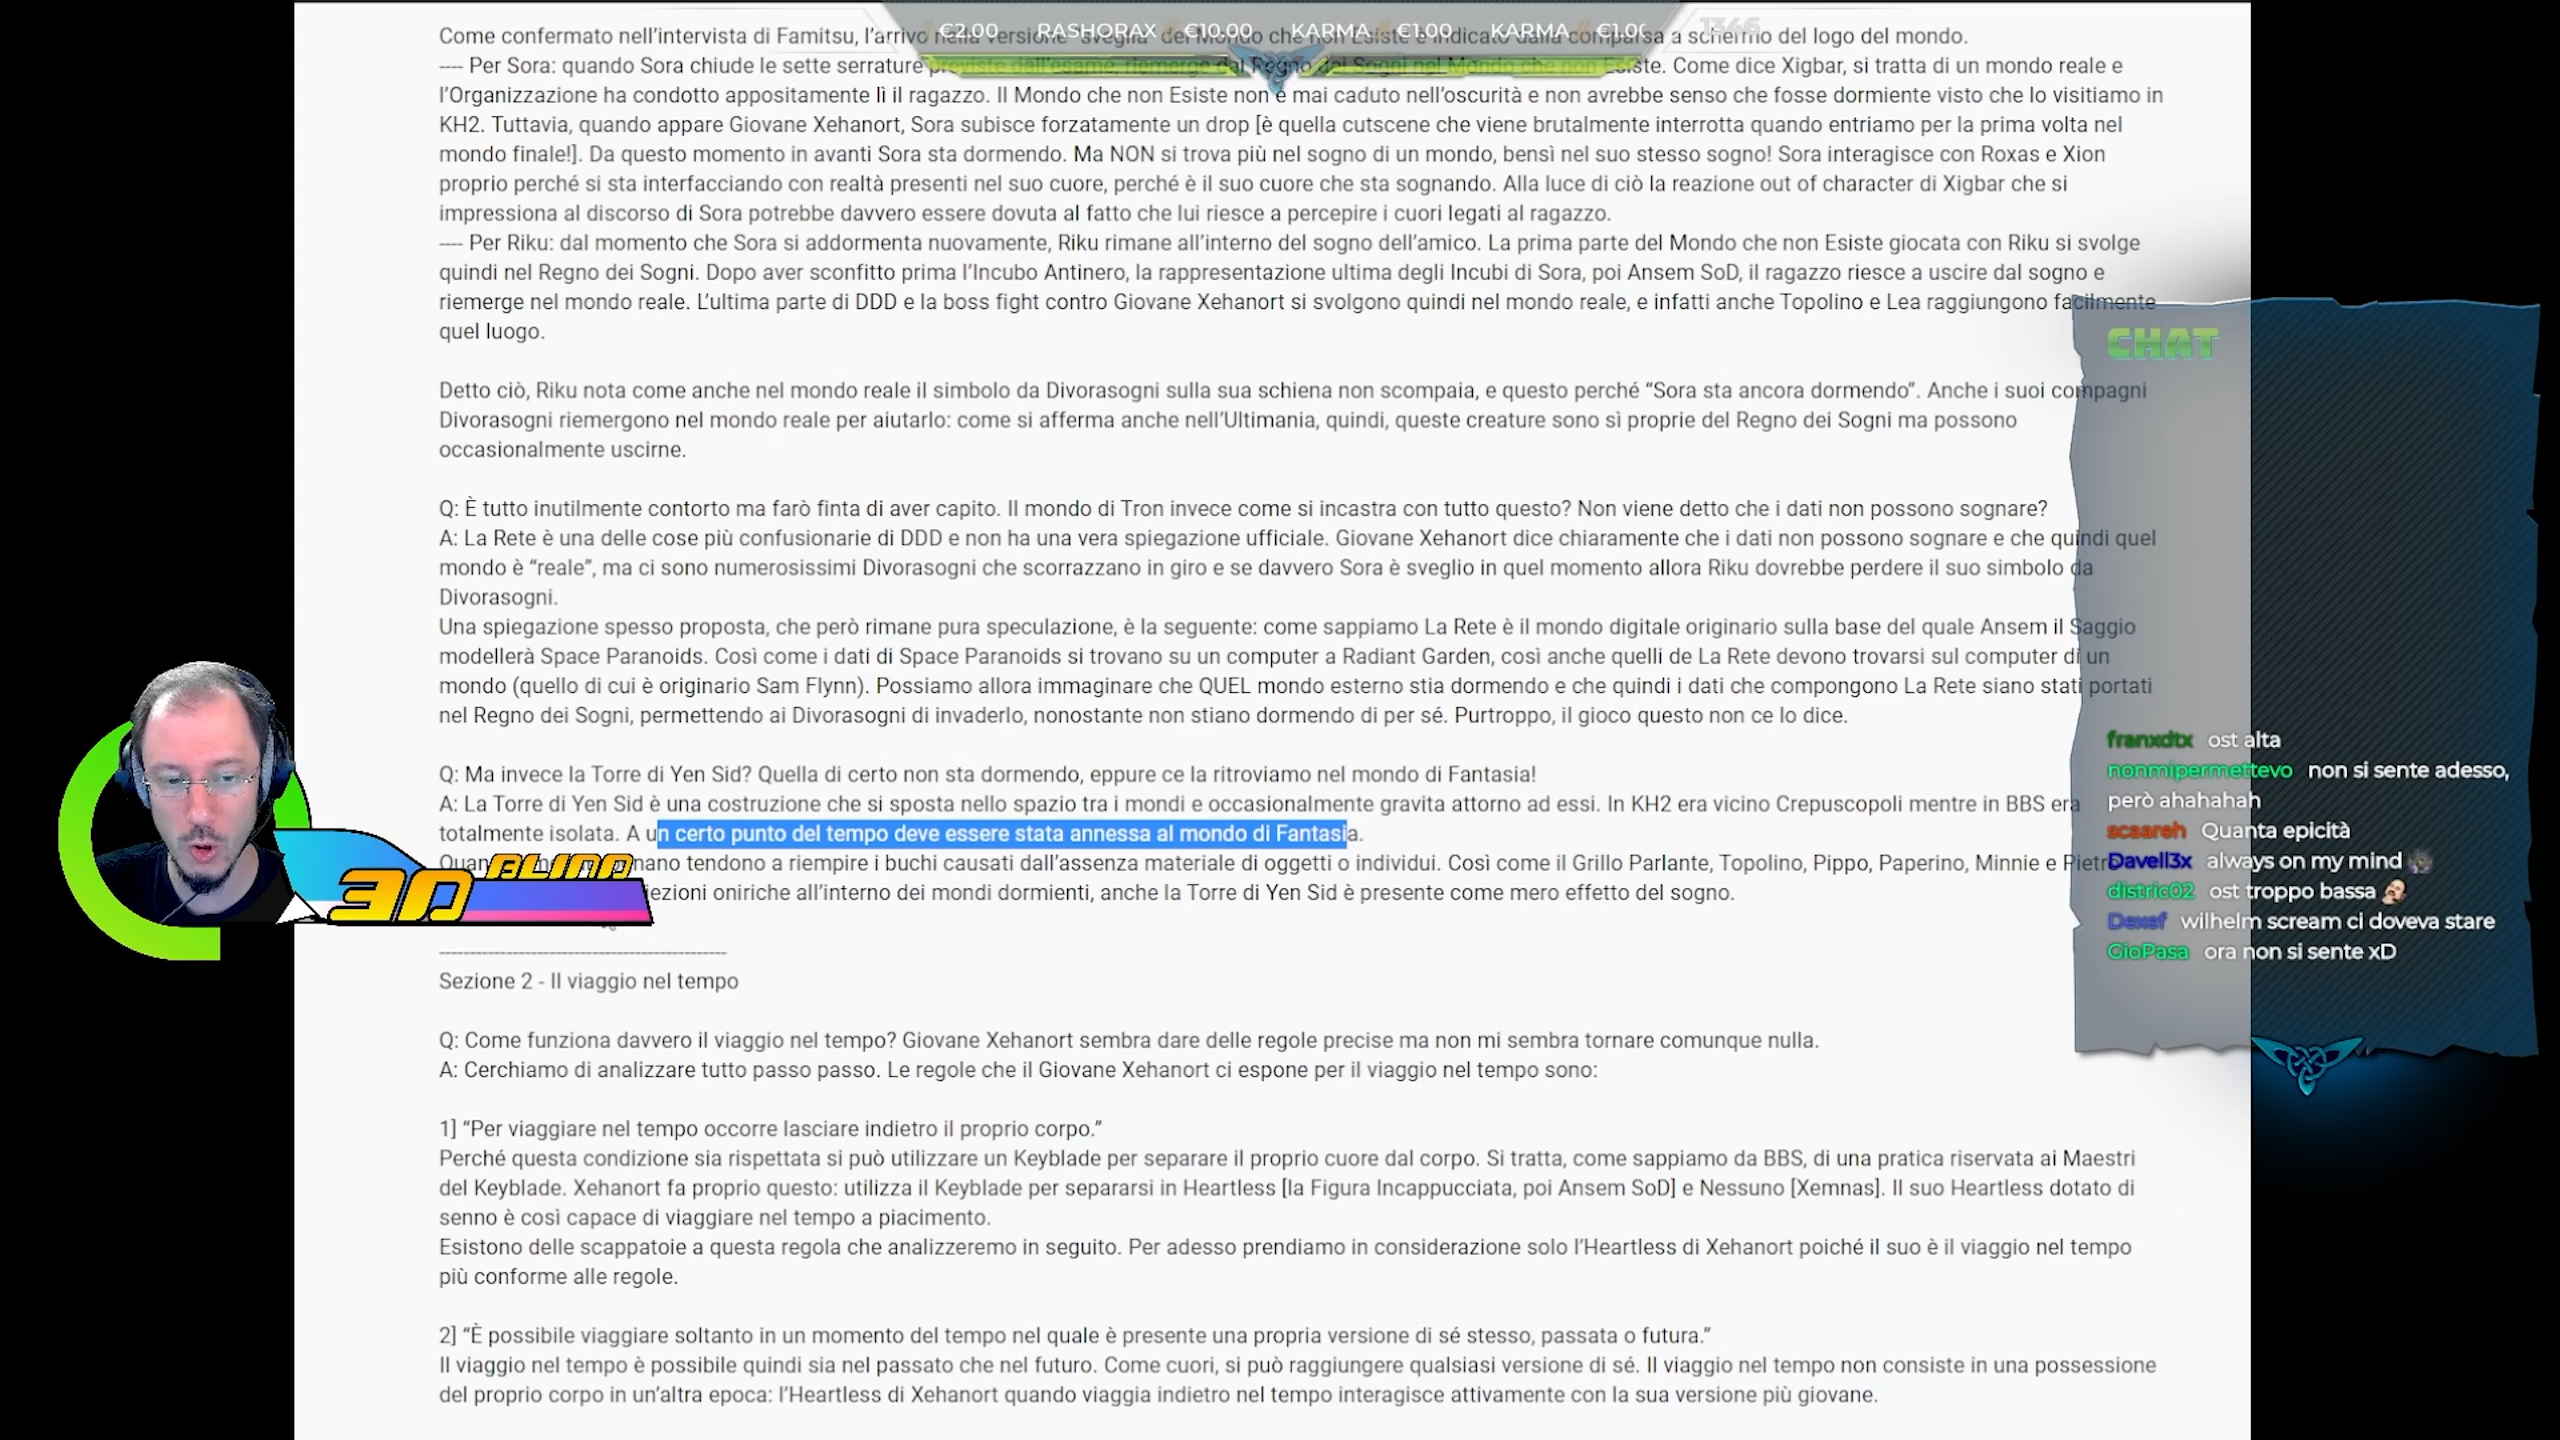 €2.00 RASHORAX €10.00 KARMA €1.00 KARMA €1.00
1346
Come confermato nell'intervista di Famitsu, l'arrivo nella versione "sveglia" del Mondo che non Esiste è indicato dalla comparsa a schermo del logo del mondo.
---- Per Sora: quando Sora chiude le sette serrature previste dall'esame, riemerge dal Regno dei Sogni nel Mondo che non Esiste. Come dice Xigbar, si tratta di un mondo reale e
l'Organizzazione ha condotto appositamente lì il ragazzo. Il Mondo che non Esiste non è mai caduto nell'oscurità e non avrebbe senso che fosse dormiente visto che lo visitiamo in
KH2. Tuttavia, quando appare Giovane Xehanort, Sora subisce forzatamente un drop [è quella cutscene che viene brutalmente interrotta quando entriamo per la prima volta nel
mondo finale!]. Da questo momento in avanti Sora sta dormendo. Ma NON si trova più nel sogno di un mondo, bensì nel suo stesso sogno! Sora interagisce con Roxas e Xion
proprio perché si sta interfacciando con realtà presenti nel suo cuore, perché è il suo cuore che sta sognando. Alla luce di ciò la reazione out of character di Xigbar che si
impressiona al discorso di Sora potrebbe davvero essere dovuta al fatto che lui riesce a percepire i cuori legati al ragazzo.
---- Per Riku: dal momento che Sora si addormenta nuovamente, Riku rimane all'interno del sogno dell'amico. La prima parte del Mondo che non Esiste giocata con Riku si svolge
quindi nel Regno dei Sogni. Dopo aver sconfitto prima l'Incubo Antinero, la rappresentazione ultima degli Incubi di Sora, poi Ansem SoD, il ragazzo riesce a uscire dal sogno e
riemerge nel mondo reale. L'ultima parte di DDD e la boss fight contro Giovane Xehanort si svolgono quindi nel mondo reale, e infatti anche Topolino e Lea raggiungono facilmente
quel luogo.
Detto ciò, Riku nota come anche nel mondo reale il simbolo da Divorasogni sulla sua schiena non scompaia, e questo perché “Sora sta ancora dormendo”. Anche i suoi compagni
Divorasogni riemergono nel mondo reale per aiutarlo: come si afferma anche nell'Ultimania, quindi, queste creature sono sì proprie del Regno dei Sogni ma possono
occasionalmente uscirne.
Q: È tutto inutilmente contorto ma farò finta di aver capito. Il mondo di Tron invece come si incastra con tutto questo? Non viene detto che i dati non possono sognare?
A: La Rete è una delle cose più confusionarie di DDD e non ha una vera spiegazione ufficiale. Giovane Xehanort dice chiaramente che i dati non possono sognare e che quindi quel
mondo è “reale”, ma ci sono numerosissimi Divorasogni che scorrazzano in giro e se davvero Sora è sveglio in quel momento allora Riku dovrebbe perdere il suo simbolo da
Divorasogni.
Una spiegazione spesso proposta, che però rimane pura speculazione, è la seguente: come sappiamo La Rete è il mondo digitale originario sulla base del quale Ansem il Saggio
modellerà Space Paranoids. Così come i dati di Space Paranoids si trovano su un computer a Radiant Garden, così anche quelli de La Rete devono trovarsi sul computer di un
mondo (quello di cui è originario Sam Flynn). Possiamo allora immaginare che QUEL mondo esterno stia dormendo e che quindi i dati che compongono La Rete siano stati portati
nel Regno dei Sogni, permettendo ai Divorasogni di invaderlo, nonostante non stiano dormendo di per sé. Purtroppo, il gioco questo non ce lo dice.
Q: Ma invece la Torre di Yen Sid? Quella di certo non sta dormendo, eppure ce la ritroviamo nel mondo di Fantasia!
A: La Torre di Yen Sid è una costruzione che si sposta nello spazio tra i mondi e occasionalmente gravita attorno ad essi. In KH2 era vicino Crepuscopoli mentre in BBS era
totalmente isolata. A un certo punto del tempo deve essere stata annessa al mondo di Fantasia.
Quan mano tendono a riempire i buchi causati dall'assenza materiale di oggetti o individui. Così come il Grillo Parlante, Topolino, Pippo, Paperino, Minnie e Pietr
iezioni oniriche all'interno dei mondi dormienti, anche la Torre di Yen Sid è presente come mero effetto del sogno.
--------------------------------------------------
Sezione 2 - Il viaggio nel tempo
Q: Come funziona davvero il viaggio nel tempo? Giovane Xehanort sembra dare delle regole precise ma non mi sembra tornare comunque nulla.
A: Cerchiamo di analizzare tutto passo passo. Le regole che il Giovane Xehanort ci espone per il viaggio nel tempo sono:
1] “Per viaggiare nel tempo occorre lasciare indietro il proprio corpo.”
Perché questa condizione sia rispettata si può utilizzare un Keyblade per separare il proprio cuore dal corpo. Si tratta, come sappiamo da BBS, di una pratica riservata ai Maestri
del Keyblade. Xehanort fa proprio questo: utilizza il Keyblade per separarsi in Heartless [la Figura Incappucciata, poi Ansem SoD] e Nessuno [Xemnas]. Il suo Heartless dotato di
senno è così capace di viaggiare nel tempo a piacimento.
Esistono delle scappatoie a questa regola che analizzeremo in seguito. Per adesso prendiamo in considerazione solo l'Heartless di Xehanort poiché il suo è il viaggio nel tempo
più conforme alle regole.
2] “È possibile viaggiare soltanto in un momento del tempo nel quale è presente una propria versione di sé stesso, passata o futura.”
Il viaggio nel tempo è possibile quindi sia nel passato che nel futuro. Come cuori, si può raggiungere qualsiasi versione di sé. Il viaggio nel tempo non consiste in una possessione
del proprio corpo in un'altra epoca: l'Heartless di Xehanort quando viaggia indietro nel tempo interagisce attivamente con la sua versione più giovane.
BLIND
3D
CHAT
franxdtx ost alta
nonmipermettevo non si sente adesso,
però ahahahah
scaareh Quanta epicità
Davell3x always on my mind
distric02 ost troppo bassa
Dexef wilhelm scream ci doveva stare
GioPasa ora non si sente xD